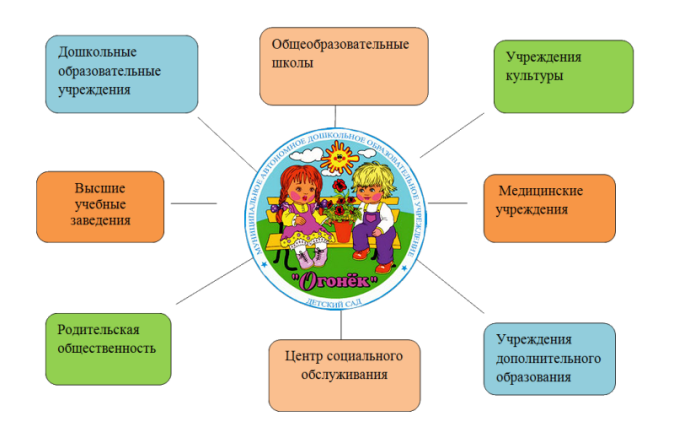 Дошкольные
образовательные
учреждения
Общеобразовательные
школы
Учреждения
культуры
Высшие
учебные
заведения
МУНИЦИПАЛЬНОЕ АВТОНОМНОЕ ДОШКОЛЬНОЕ ОБРАЗОВАТЕЛЬНОЕ УЧРЕЖДЕНИЕ
"Огонёк"
ДЕТСКИЙ САД
Медицинские
учреждения
Родительская
общественность
Центр социального
обслуживания
Учреждения
дополнительного
образования